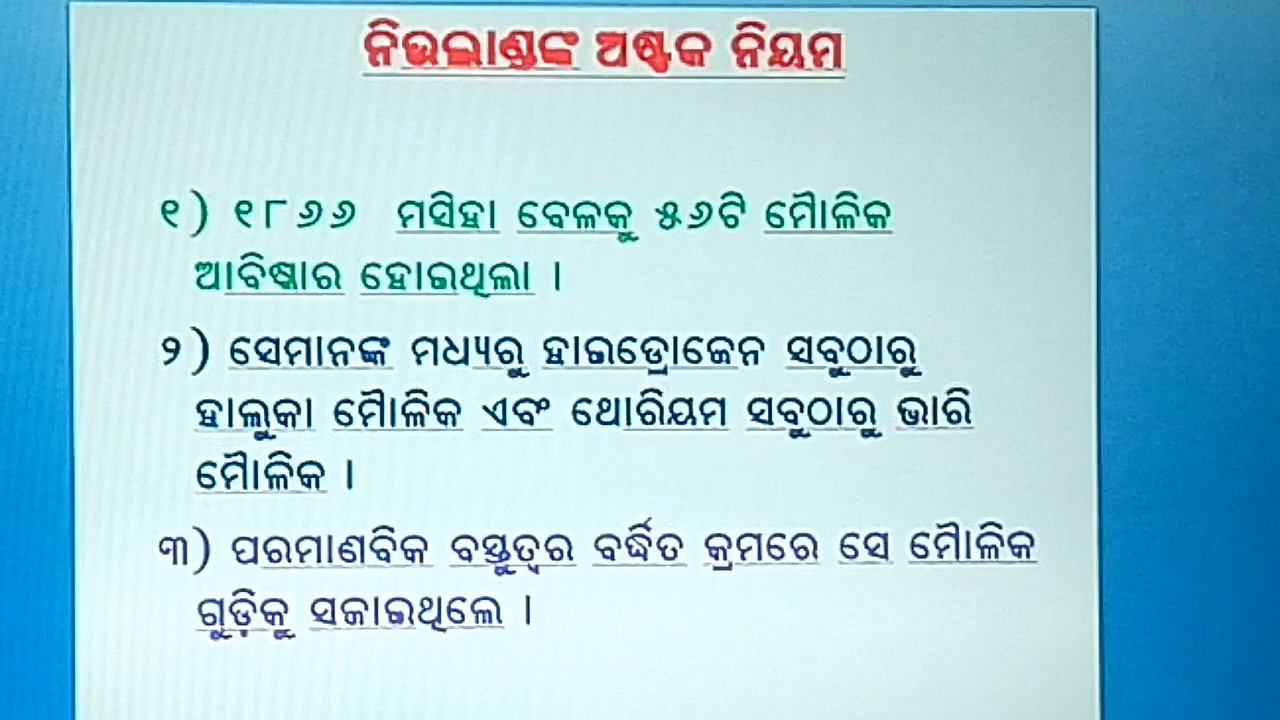 ନିଉଲାଣ୍ଡଙ୍କ ଅଷ୍ଟକ ନିୟମ
୧) ୧୮୬୬ ମସିହା ବେଳକୁ ୫୬ଟି ମୌଳିକ
ଆବିଷ୍କାର ହୋଇଥିଲା ।
୨) ସେମାନଙ୍କ ମଧ୍ୟରୁ ହାଇଡ୍ରୋଜେନ ସବୁଠାରୁ
ହାଲୁକା ମୌଳିକ ଏବଂ ଥୋରିୟମ ସବୁଠାରୁ ଭାରି
ମୌଳିକ ।
୩) ପରମାଣବିକ ବସ୍ତୁତ୍ଵର ବର୍ଦ୍ଧିତ କ୍ରମରେ ସେ ମୌଳିକ
ଗୁଡ଼ିକୁ ସଜାଇଥିଲେ ।